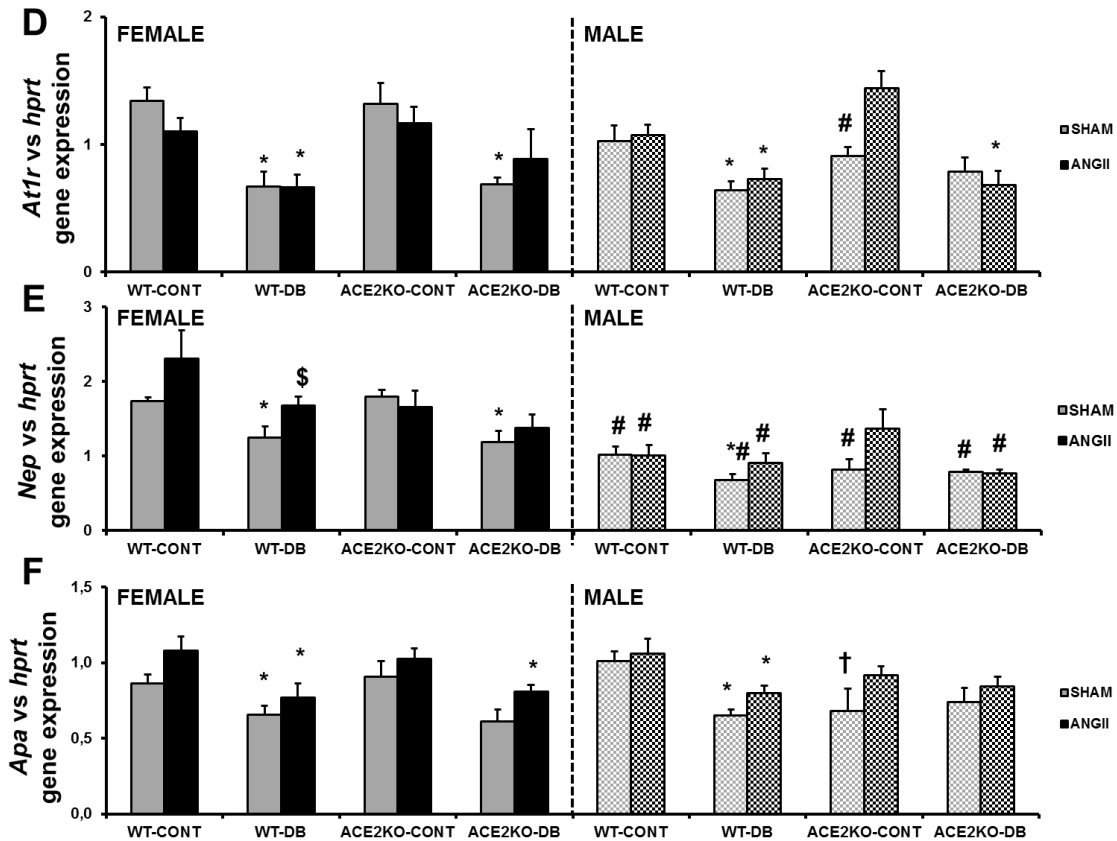 D
At1r vs hprt
gene expression
2
1
0
FEMALE
MALE
* * * # * * *
SHAM
ANGII
WT-CONT WT-DB ACE2KO-CONT ACE2KO-DB WT-CONT WT-DB ACE2KO-CONT ACE2KO-DB
E
Nep vs hprt
gene expression
3
2
1
0
FEMALE
MALE
* $ * # # *# # # # #
SHAM
ANGII
WT-CONT WT-DB ACE2KO-CONT ACE2KO-DB WT-CONT WT-DB ACE2KO-CONT ACE2KO-DB
F
Apa vs hprt
gene expression
1,5
1,0
0,5
0,0
FEMALE
MALE
* * * * * †
SHAM
ANGII
WT-CONT WT-DB ACE2KO-CONT ACE2KO-DB WT-CONT WT-DB ACE2KO-CONT ACE2KO-DB